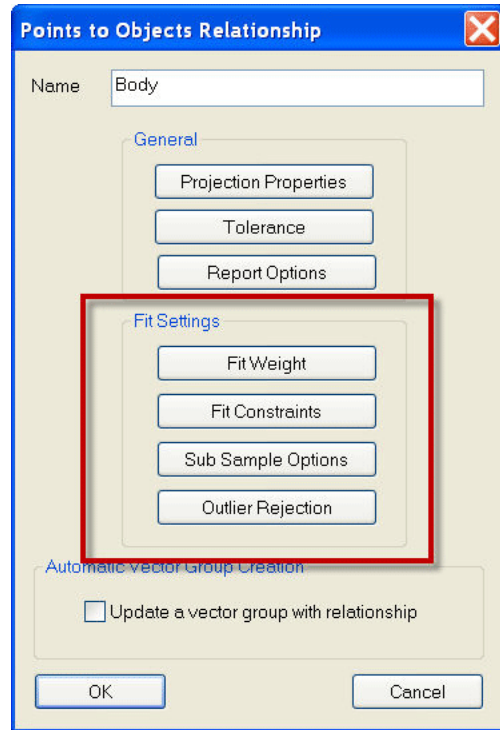 Points to Objects Relationship
Name Body
General
Projection Properties
Tolerance
Report Options
Fit Settings
Fit Weight
Fit Constraints
Sub Sample Options
Outlier Rejection
Automatic Vector Group Creation
Update a vector group with relationship
OK Cancel